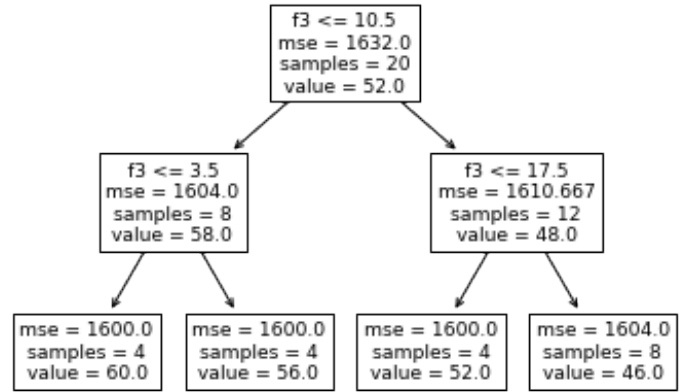 f3 <= 10.5
mse = 1632.0
samples = 20
value = 52.0
f3 <= 3.5
mse = 1604.0
samples = 8
value = 58.0
f3 <= 17.5
mse = 1610.667
samples = 12
value = 48.0
mse = 1600.0
samples = 4
value = 60.0
mse = 1600.0
samples = 4
value = 56.0
mse = 1600.0
samples = 4
value = 52.0
mse = 1604.0
samples = 8
value = 46.0